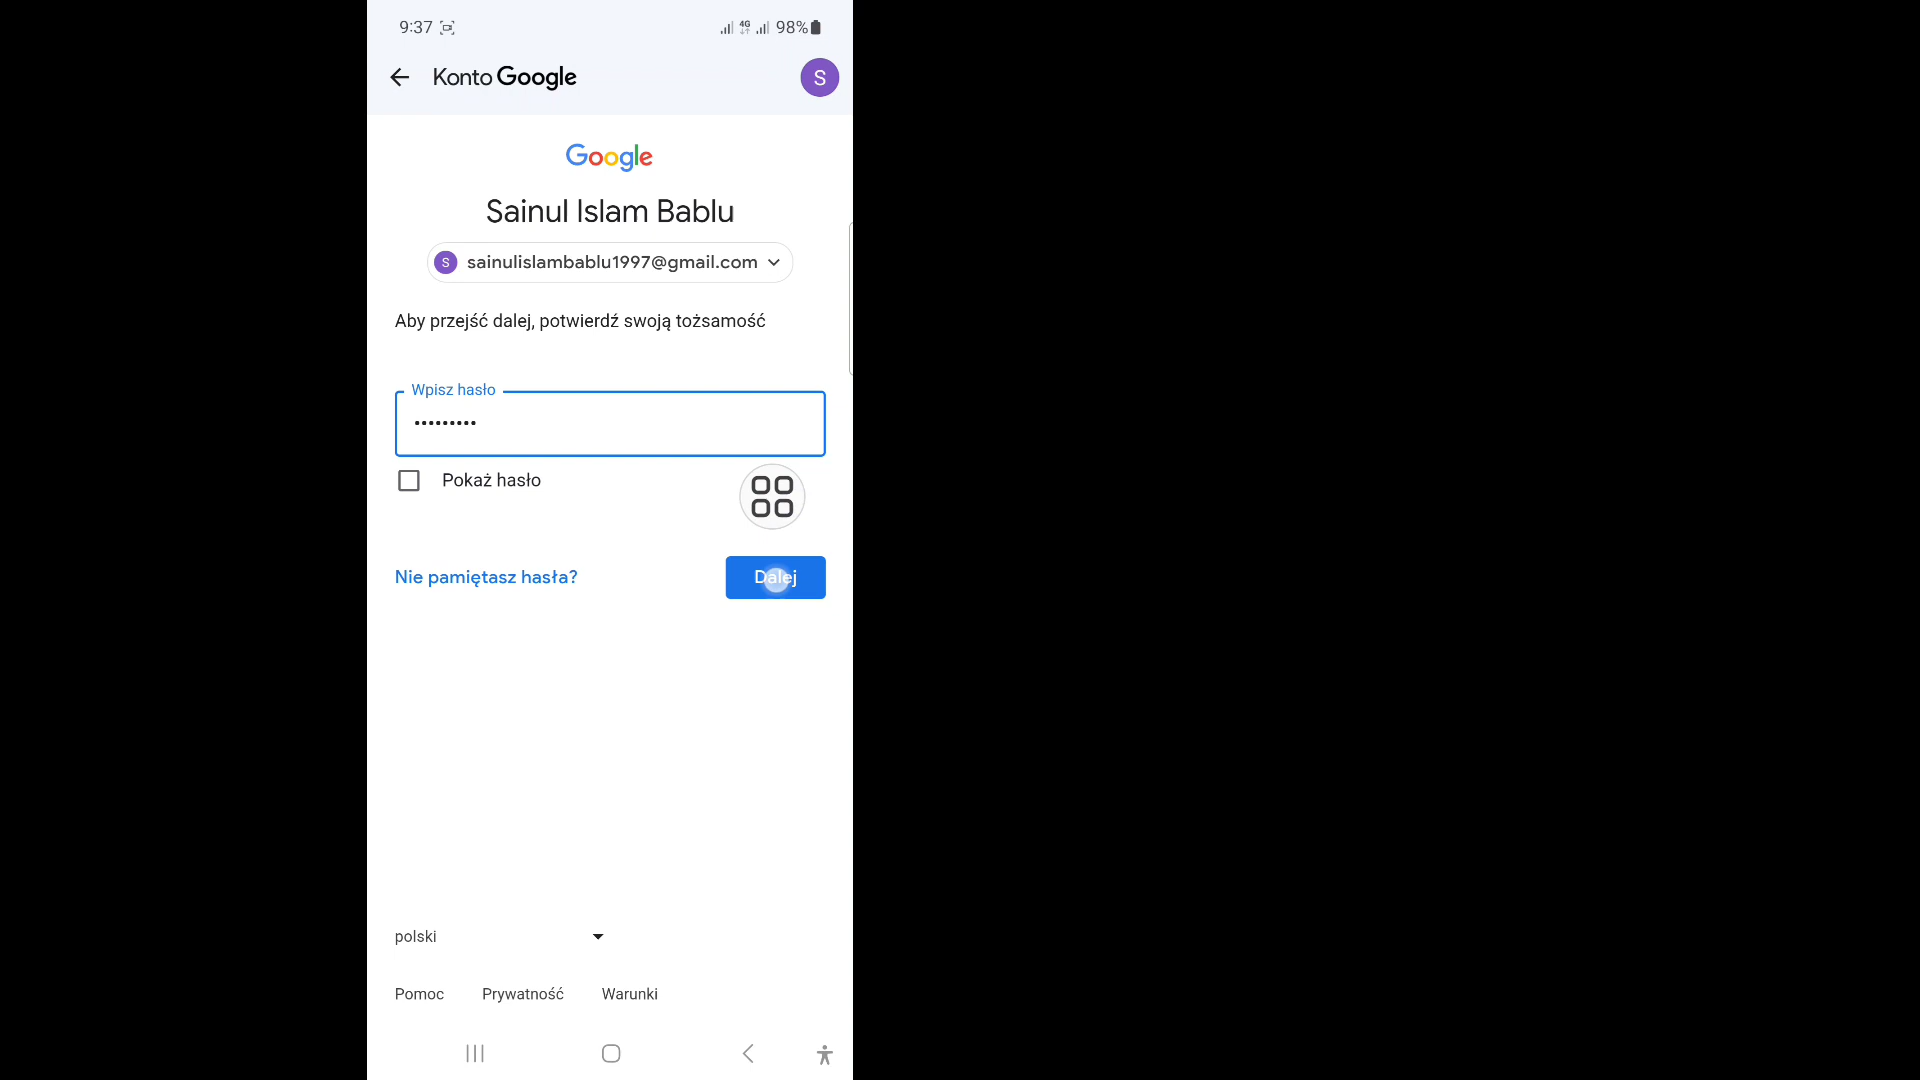 9:37 4G 98%
Konto Google S
Google
Sainul Islam Bablu
S sainulislambablu1997@gmail.com
Aby przejść dalej, potwierdź swoją tożsamość
Wpisz hasło
•••••••••
Pokaż hasło
Nie pamiętasz hasła? Dalej
polski
Pomoc Prywatność Warunki